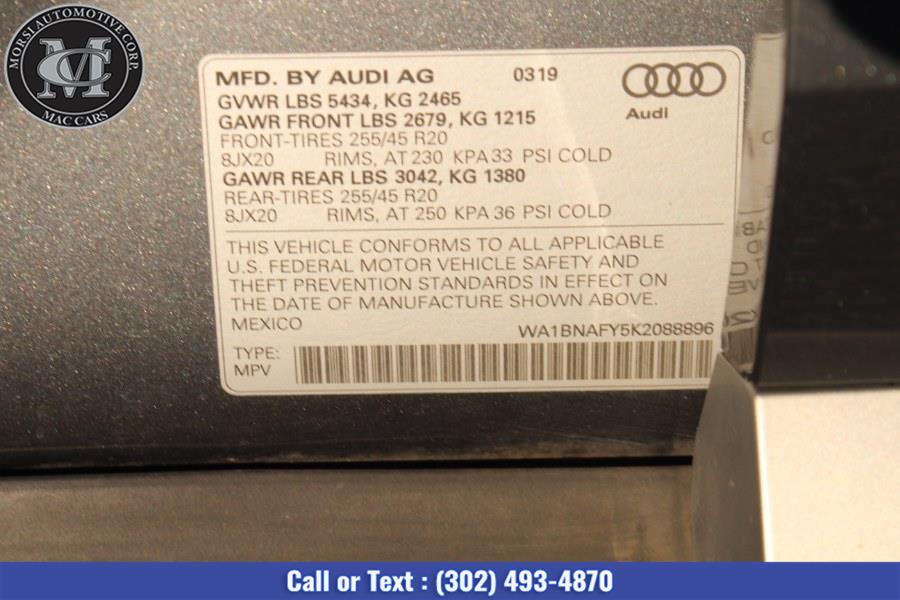 MORSI AUTOMOTIVE CORP.
MC
MAC CARS
MFD. BY AUDI AG 0319
GVWR LBS 5434, KG 2465
GAWR FRONT LBS 2679, KG 1215
Audi
FRONT-TIRES 255/45 R20
8JX20 RIMS, AT 230 KPA 33 PSI COLD
GAWR REAR LBS 3042, KG 1380
REAR-TIRES 255/45 R20
8JX20 RIMS, AT 250 KPA 36 PSI COLD
THIS VEHICLE CONFORMS TO ALL APPLICABLE
U.S. FEDERAL MOTOR VEHICLE SAFETY AND
THEFT PREVENTION STANDARDS IN EFFECT ON
THE DATE OF MANUFACTURE SHOWN ABOVE.
MEXICO WA1BNAFY5K2088896
TYPE:
MPV
Call or Text : (302) 493-4870